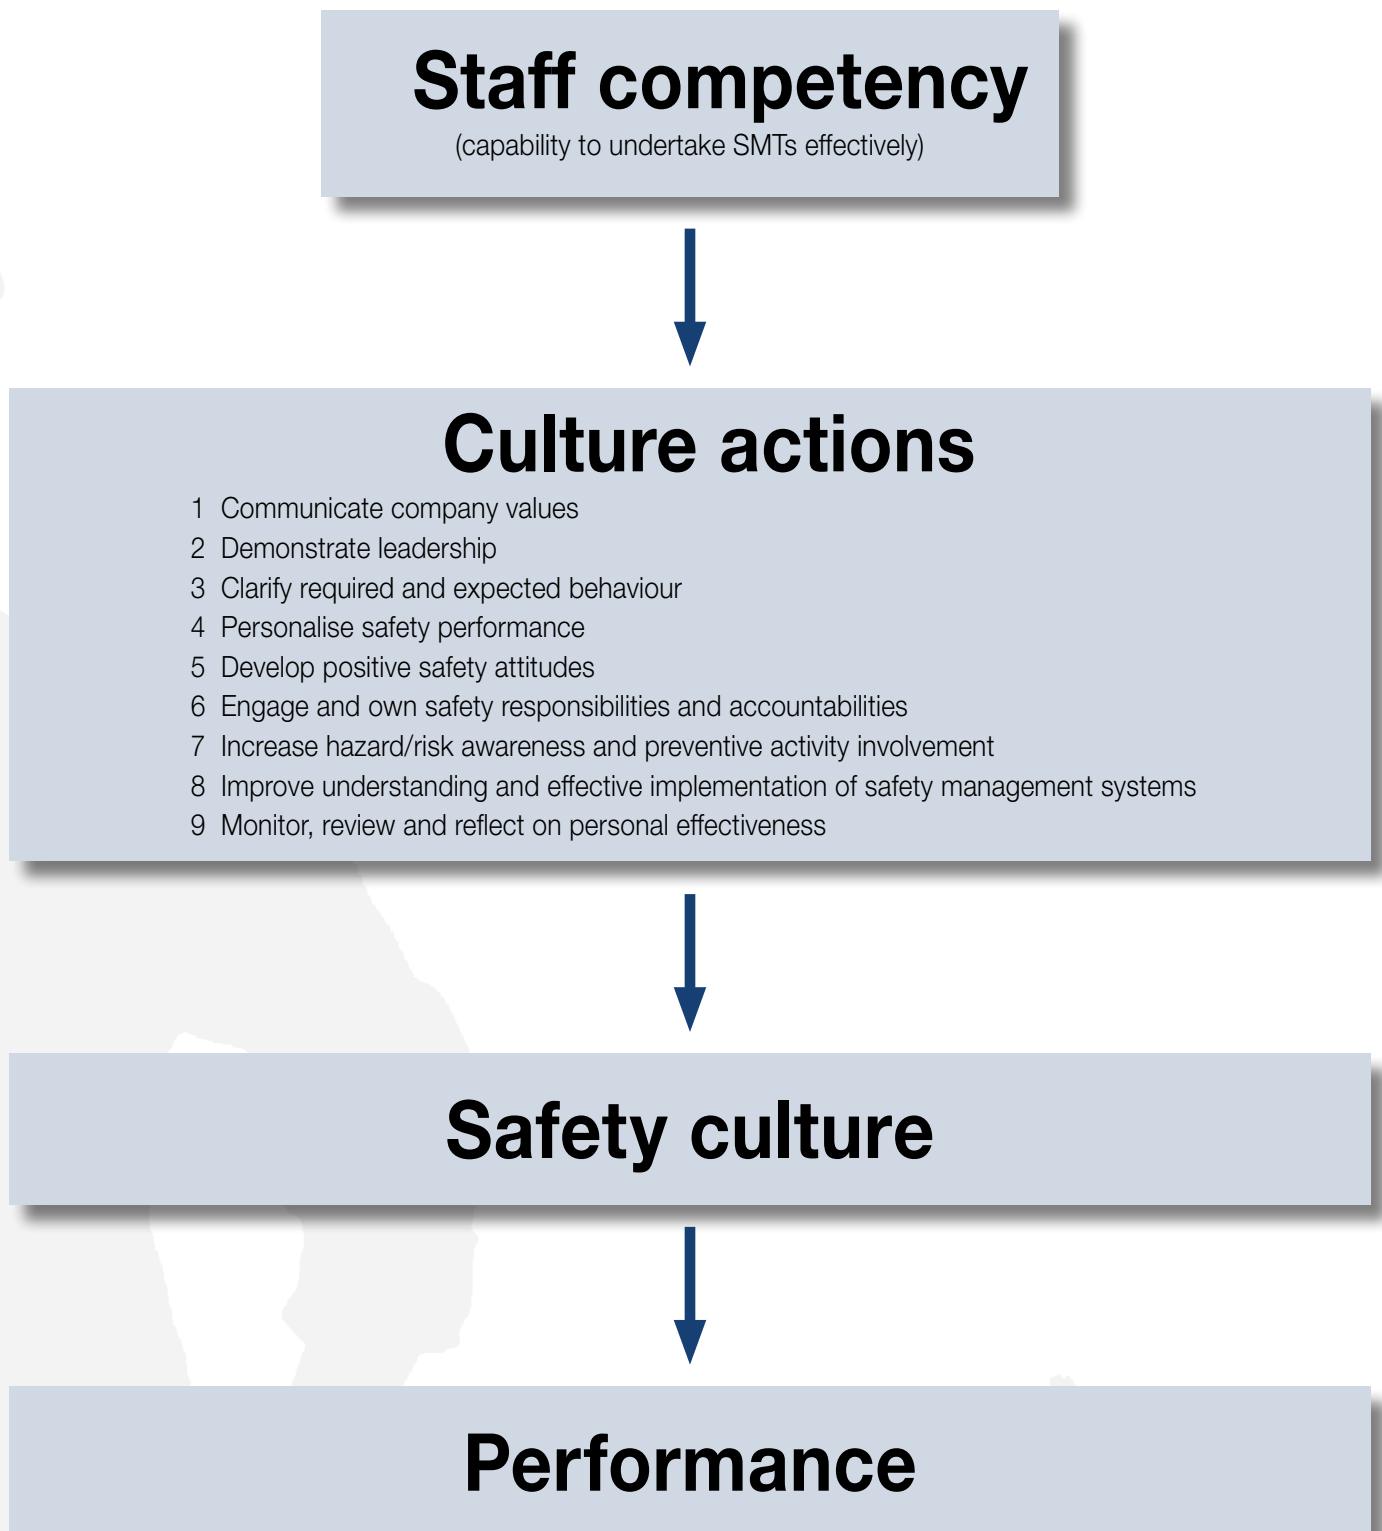 Staff competency
(capability to undertake SMTs effectively)
Culture actions
1 Communicate company values
2 Demonstrate leadership
3 Clarify required and expected behaviour
4 Personalise safety performance
5 Develop positive safety attitudes
6 Engage and own safety responsibilities and accountabilities
7 Increase hazard/risk awareness and preventive activity involvement
8 Improve understanding and effective implementation of safety management systems
9 Monitor, review and reflect on personal effectiveness
Safety culture
Performance